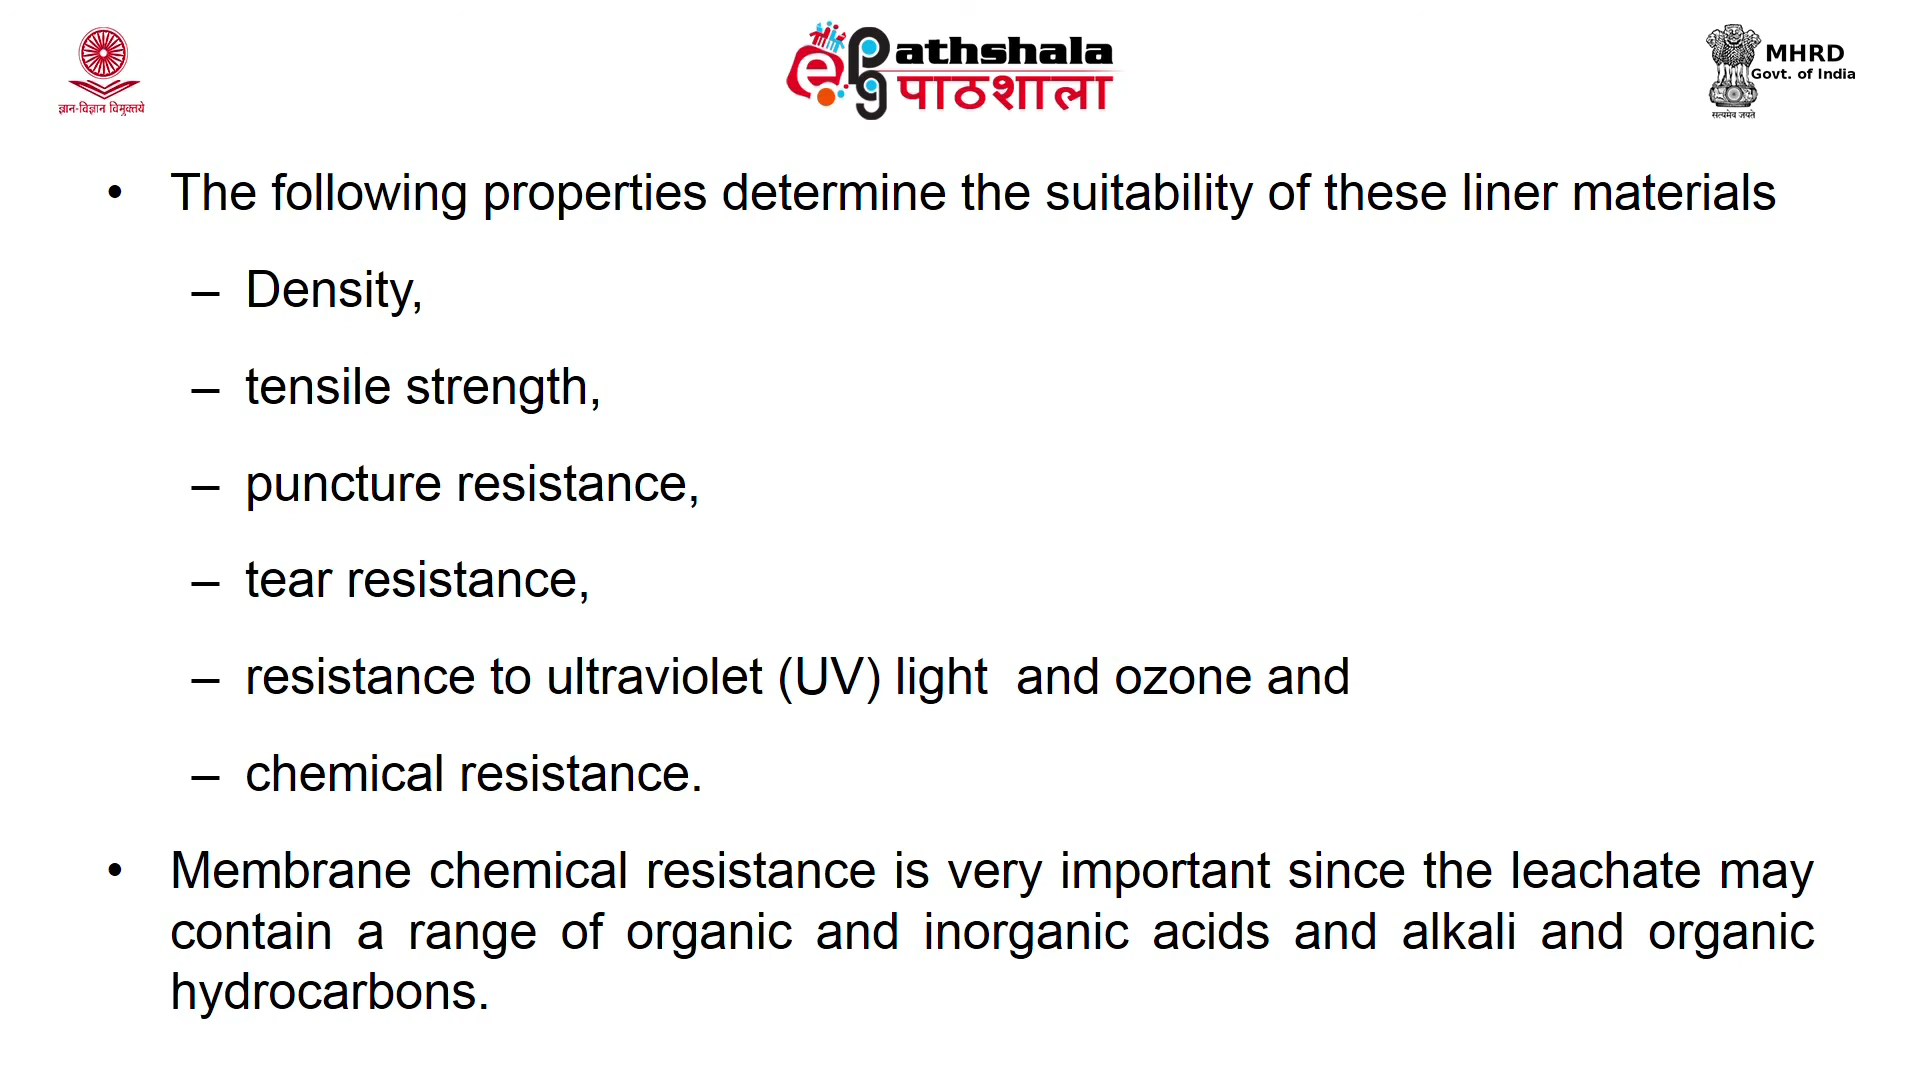 ज्ञान-विज्ञान विमुक्तये
e pg athshala
पाठशाला
MHRD
Govt. of India
सत्यमेव जयते
• The following properties determine the suitability of these liner materials
– Density,
– tensile strength,
– puncture resistance,
– tear resistance,
– resistance to ultraviolet (UV) light  and ozone and
– chemical resistance.
• Membrane chemical resistance is very important since the leachate may
contain a range of organic and inorganic acids and alkali and organic
hydrocarbons.